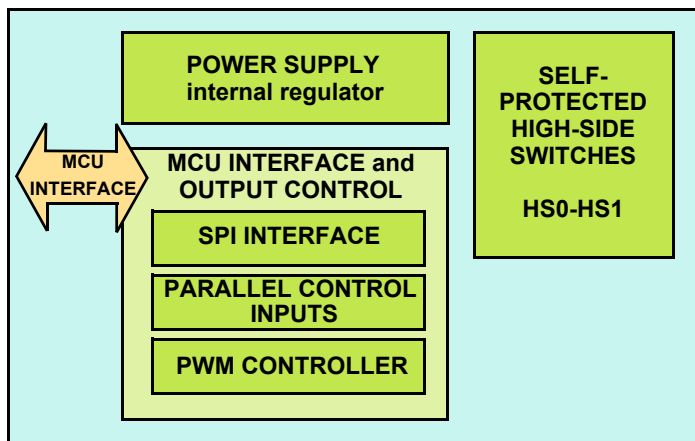 POWER SUPPLY
internal regulator
SELF-
PROTECTED
HIGH-SIDE
SWITCHES
HS0-HS1
MCU
INTERFACE
MCU INTERFACE and
OUTPUT CONTROL
SPI INTERFACE
PARALLEL CONTROL
INPUTS
PWM CONTROLLER